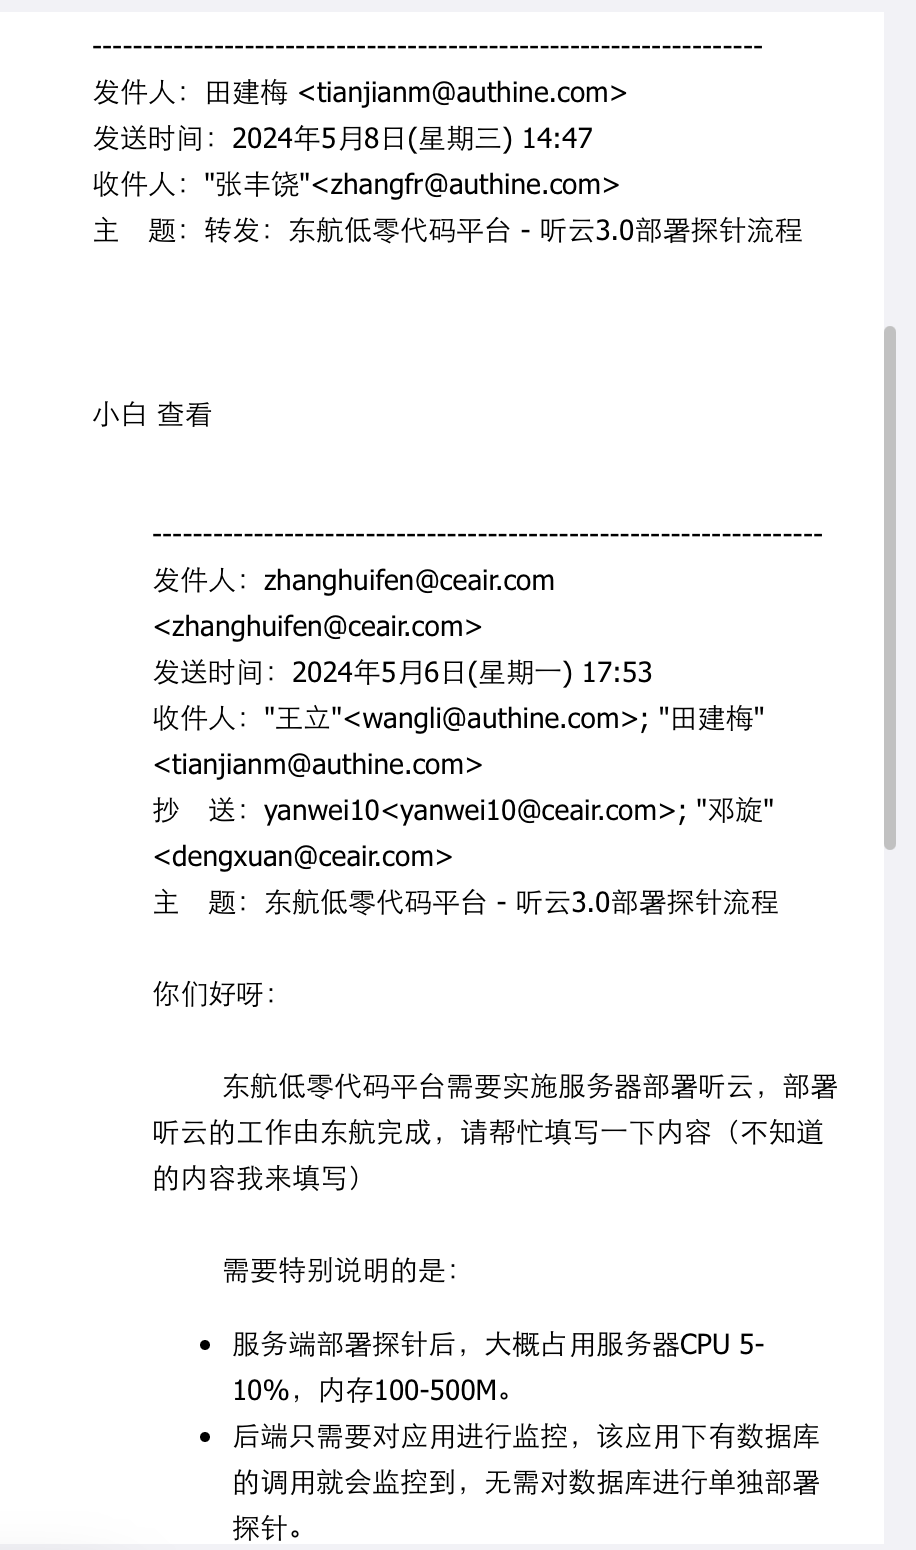 -------------------------------------------------------------------
发件人：田建梅 <tianjianm@authine.com>
发送时间：2024年5月8日(星期三) 14:47
收件人："张丰饶"<zhangfr@authine.com>
主　题：转发：东航低零代码平台 - 听云3.0部署探针流程
小白 查看
-------------------------------------------------------------------
发件人：zhanghuifen@ceair.com
<zhanghuifen@ceair.com>
发送时间：2024年5月6日(星期一) 17:53
收件人："王立"<wangli@authine.com>; "田建梅"
<tianjianm@authine.com>
抄　送：yanwei10<yanwei10@ceair.com>; "邓旋"
<dengxuan@ceair.com>
主　题：东航低零代码平台 - 听云3.0部署探针流程
你们好呀：
东航低零代码平台需要实施服务器部署听云，部署
听云的工作由东航完成，请帮忙填写一下内容（不知道
的内容我来填写）
需要特别说明的是：
• 服务端部署探针后，大概占用服务器CPU 5-
10%，内存100-500M。
• 后端只需要对应用进行监控，该应用下有数据库
的调用就会监控到，无需对数据库进行单独部署
探针。